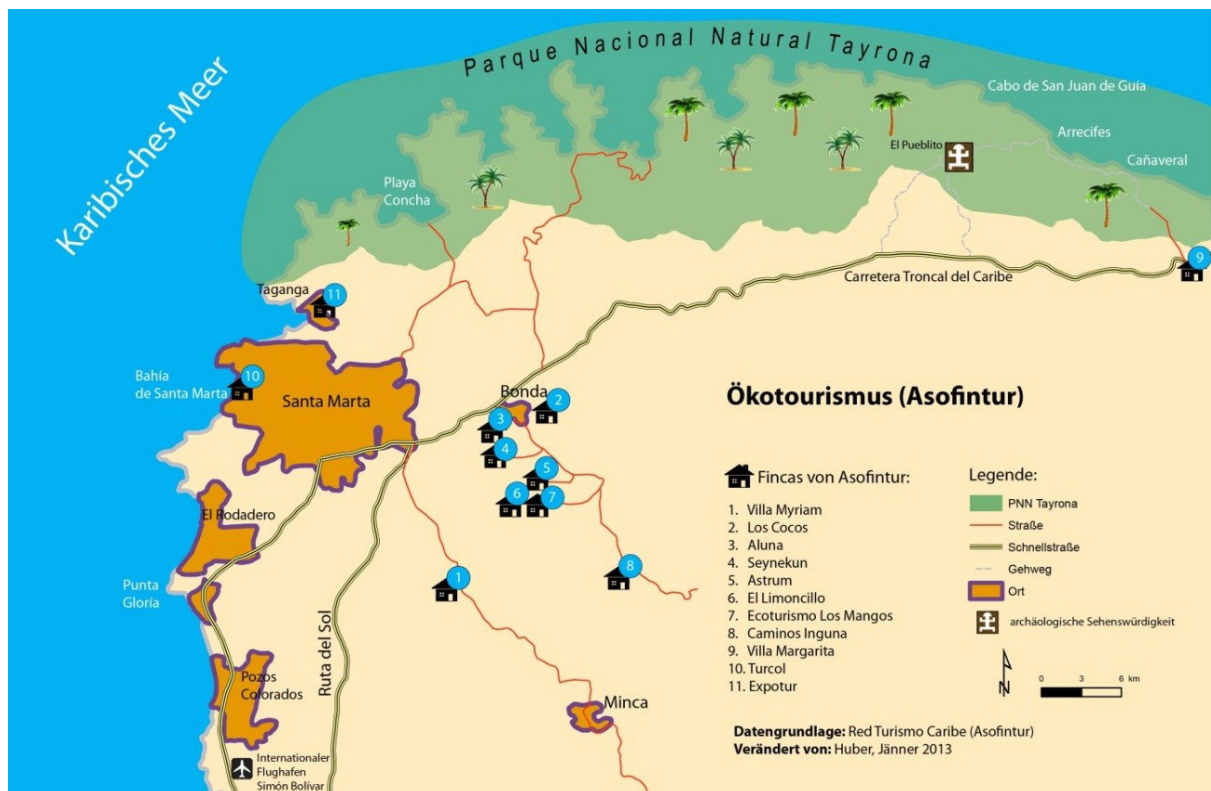 Parque Nacional Natural Tayrona
Karibisches Meer
Cabo de San Juan de Guía
Arrecifes
El Pueblito
Cañaveral
Playa
Concha
9
Carretera Troncal del Caribe
Taganga
11
Bahía
de Santa Marta
10
Santa Marta
Bonda
2
3
4
5
6
7
8
1
El Rodadero
Punta
Gloría
Ruta del Sol
Pozos
Colorados
Minca
Internationaler
Flughafen
Simón Bolívar
Ökotourismus (Asofintur)
Fincas von Asofintur:
1. Villa Myriam
2. Los Cocos
3. Aluna
4. Seynekun
5. Astrum
6. El Limoncillo
7. Ecoturismo Los Mangos
8. Caminos Inguna
9. Villa Margarita
10. Turcol
11. Expotur
Legende:
PNN Tayrona
Straße
Schnellstraße
Gehweg
Ort
archäologische Sehenswürdigkeit
N
0 3 6 km
Datengrundlage: Red Turismo Caribe (Asofintur)
Verändert von: Huber, Jänner 2013